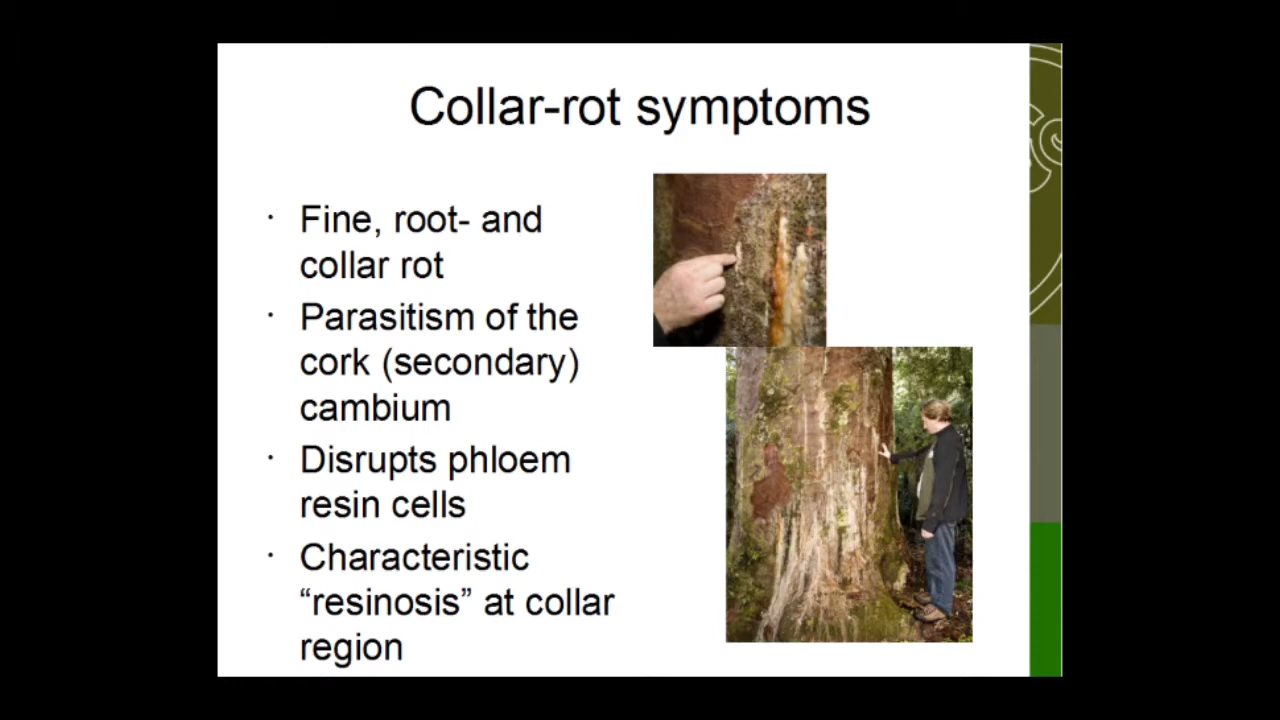 Collar-rot symptoms
· Fine, root- and
collar rot
· Parasitism of the
cork (secondary)
cambium
· Disrupts phloem
resin cells
· Characteristic
“resinosis” at collar
region